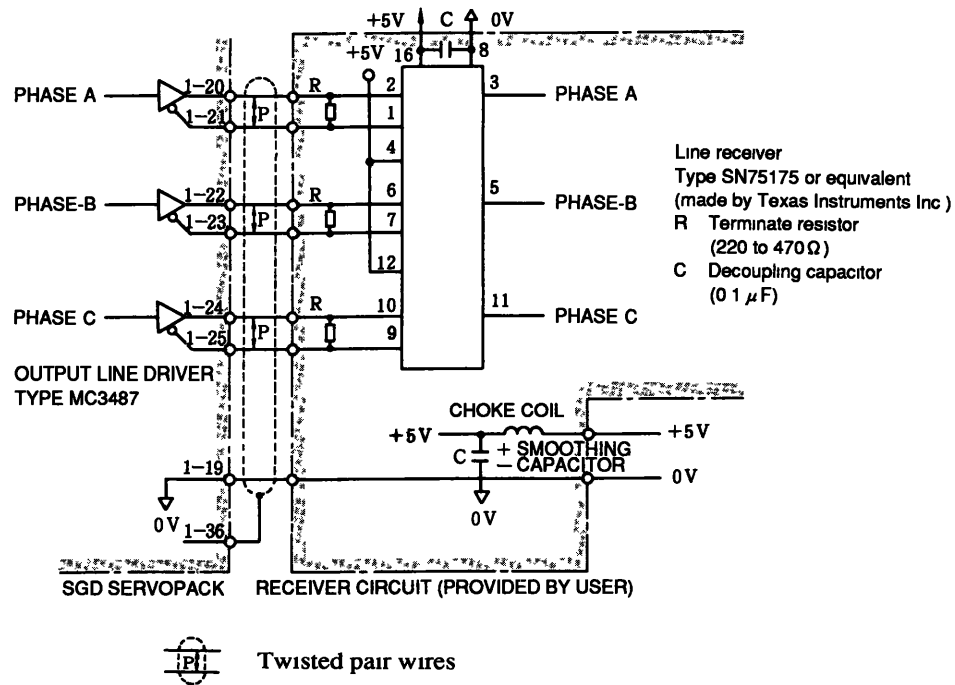 +5V C 0V
+5V 16 8
PHASE A 1-20 R 2 3 PHASE A
1-21 P 1
4
PHASE-B 1-22 R 6 5 PHASE-B
1-23 P 7
12
PHASE C 1-24 R 10 11 PHASE C
1-25 P 9
OUTPUT LINE DRIVER
TYPE MC3487
Line receiver
Type SN75175 or equivalent
(made by Texas Instruments Inc )
R Terminate resistor
(220 to 470Ω)
C Decoupling capacitor
(0 1 μF)
CHOKE COIL
+5V +5V
C + SMOOTHING
− CAPACITOR
1-19 0V
0V 0V
1-36
SGD SERVOPACK RECEIVER CIRCUIT (PROVIDED BY USER)
P Twisted pair wires